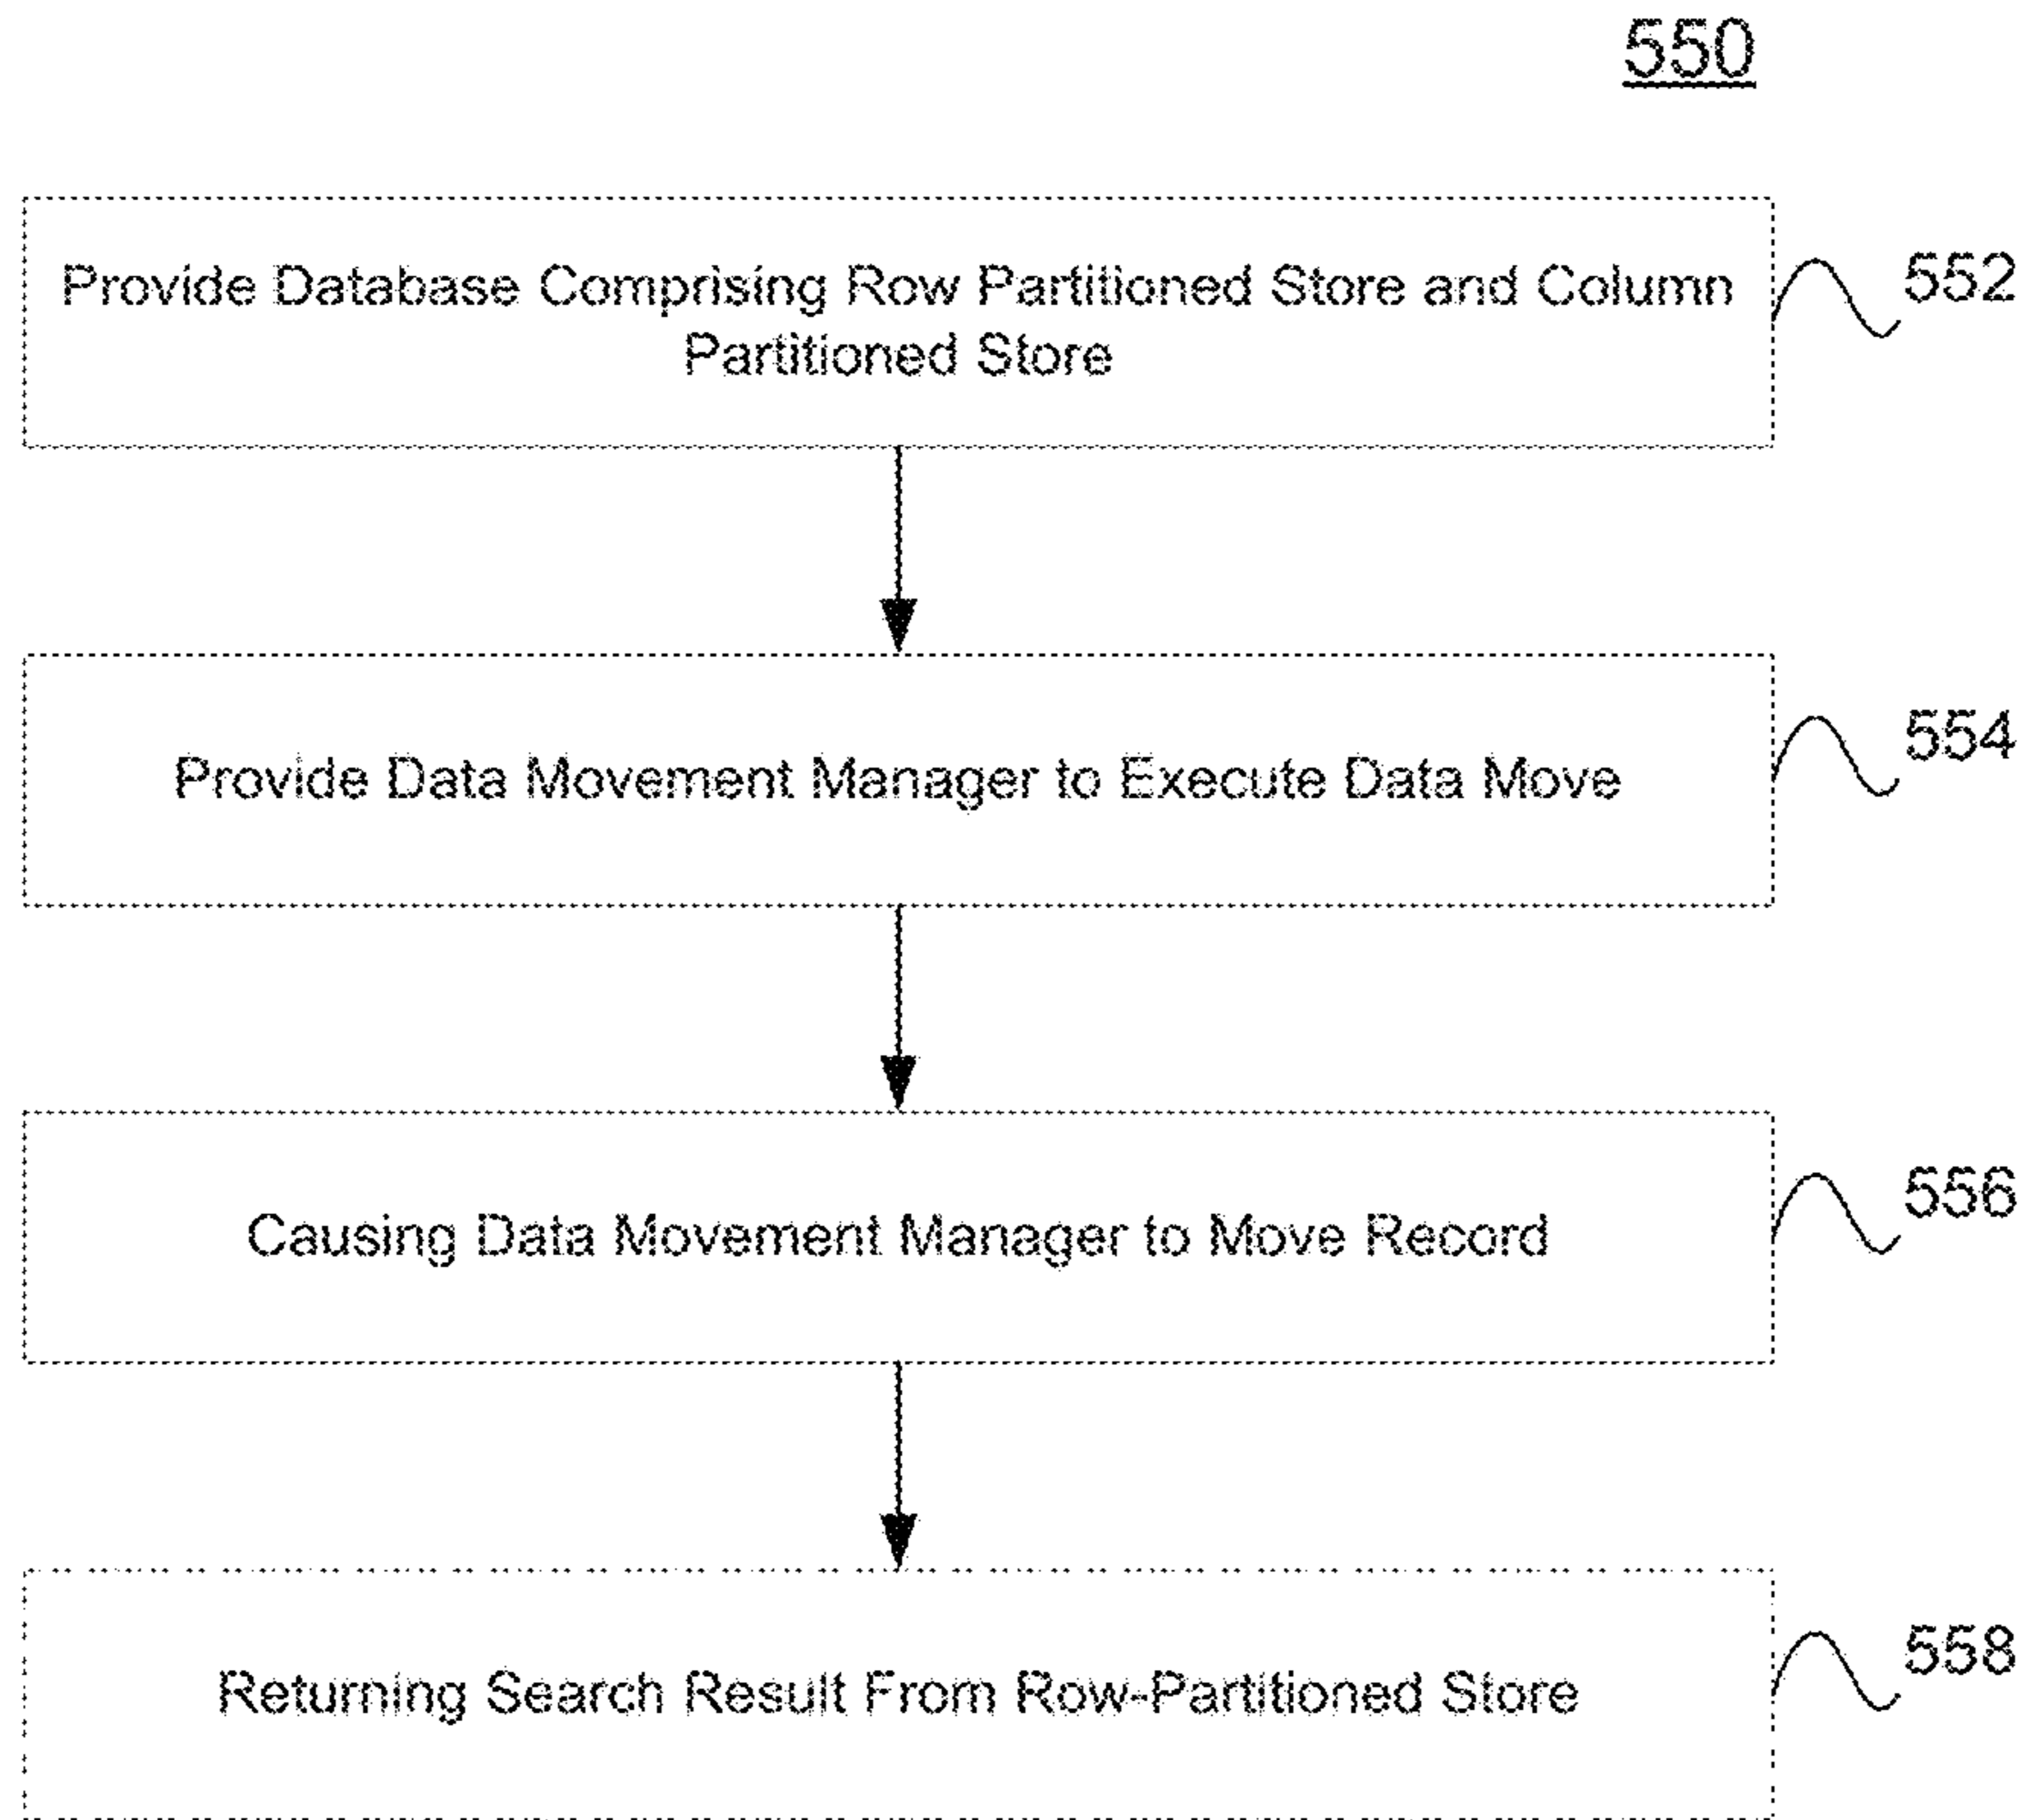 550
Provide Database Comprising Row Partitioned Store and Column
Partitioned Store
552
Provide Data Movement Manager to Execute Data Move
554
Causing Data Movement Manager to Move Record
556
Returning Search Result From Row-Partitioned Store
558